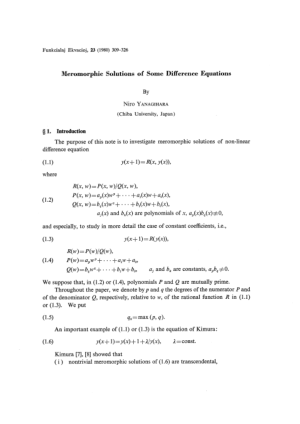 Funkcialaj Ekvacioj, 23 (1980) 309-326
Meromorphic Solutions of Some Difference Equations
By
Niro YANAGIHARA
(Chiba University, Japan)
§ 1. Introduction
The purpose of this note is to investigate meromorphic solutions of non-linear
difference equation
(1.1) y(x+1)=R(x, y(x)),
where
R(x, w)=P(x, w)/Q(x, w),
P(x, w)=a_p(x)w^p+···+a_1(x)w+a_0(x),
(1.2)
Q(x, w)=b_q(x)w^q+···+b_1(x)w+b_0(x),
a_j(x) and b_k(x) are polynomials of x, a_p(x)b_q(x)≢0,
and especially, to study in more detail the case of constant coefficients, i.e.,
(1.3) y(x+1)=R(y(x)),
R(w)=P(w)/Q(w),
(1.4) P(w)=a_pw^p+···+a_1w+a_0,
Q(w)=b_qw^q+···+b_1w+b_0, a_j and b_k are constants, a_pb_q≠0.
We suppose that, in (1.2) or (1.4), polynomials P and Q are mutually prime.
Throughout the paper, we denote by p and q the degrees of the numerator P and
of the denominator Q, respectively, relative to w, of the rational function R in (1.1)
or (1.3). We put
(1.5) q_0=max (p, q).
An important example of (1.1) or (1.3) is the equation of Kimura:
(1.6) y(x+1)=y(x)+1+λ/y(x), λ=const.
Kimura [7], [8] showed that
(i) nontrivial meromorphic solutions of (1.6) are transcendental,